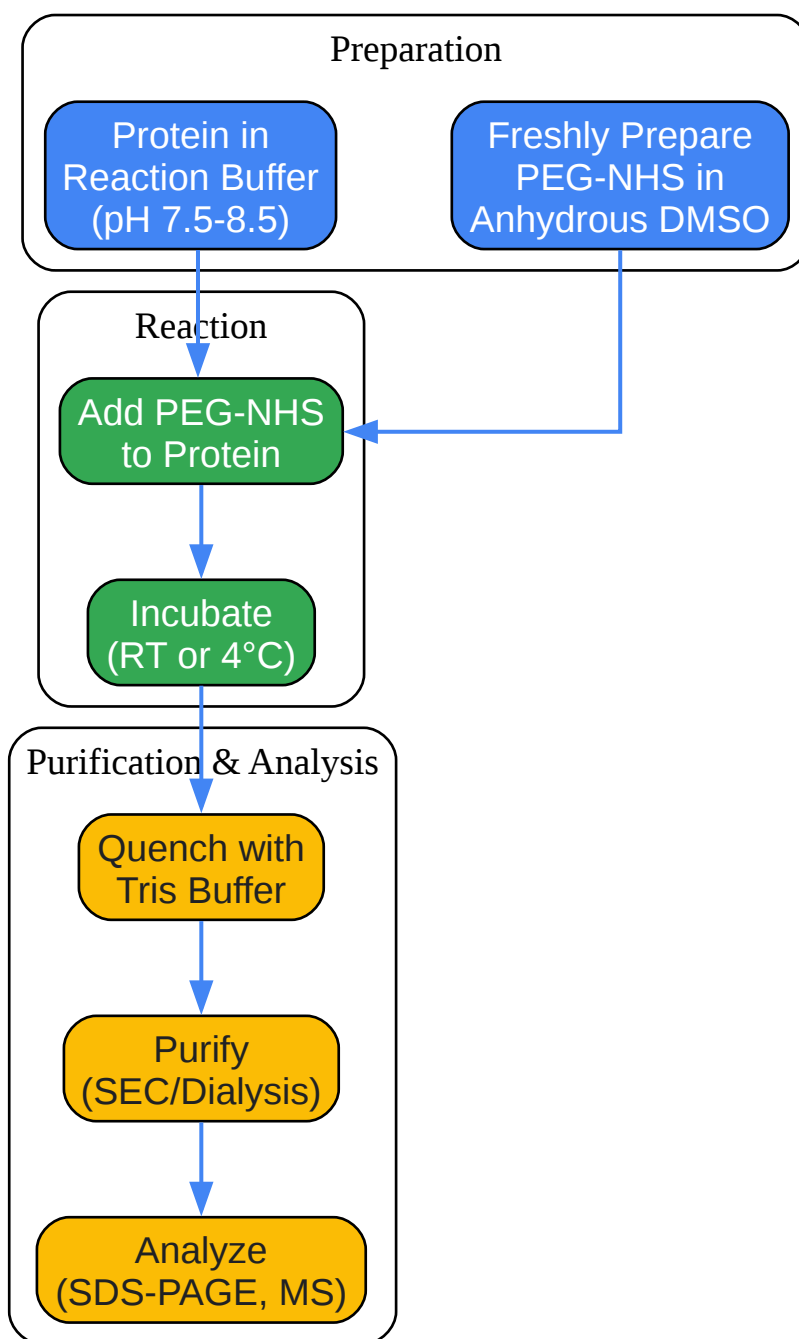 Preparation
Protein in
Reaction Buffer
(pH 7.5-8.5)
Freshly Prepare
PEG-NHS in
Anhydrous DMSO
Reaction
Add PEG-NHS
to Protein
Incubate
(RT or 4°C)
Purification & Analysis
Quench with
Tris Buffer
Purify
(SEC/Dialysis)
Analyze
(SDS-PAGE, MS)